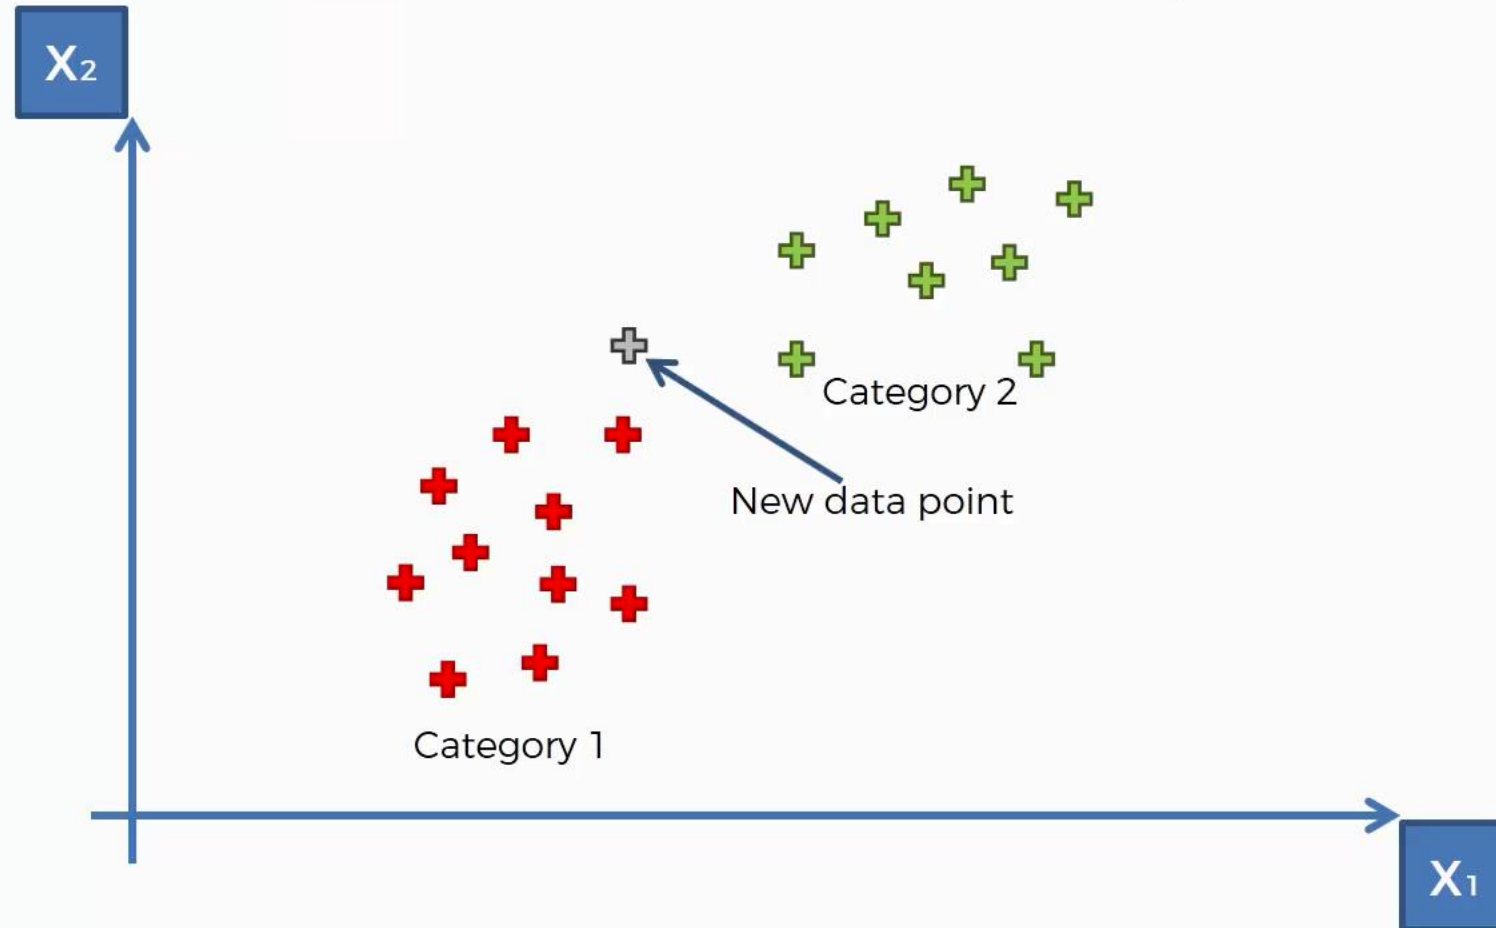 X₂
Category 2
New data point
Category 1
X₁